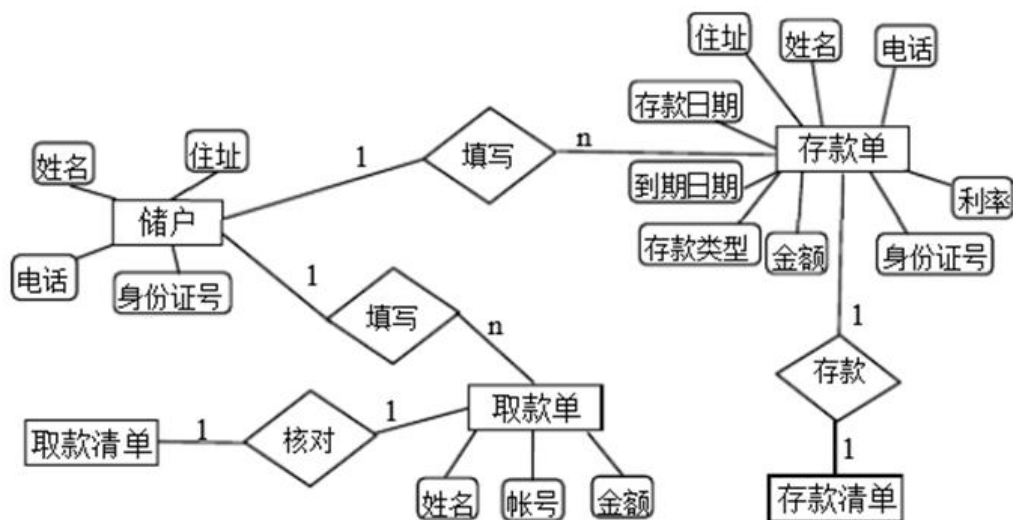 住址
姓名
电话
存款日期
存款单
填写
1
n
姓名
住址
储户
到期日期
利率
存款类型
金额
身份证号
电话
身份证号
1
填写
n
1
存款
取款清单
1
核对
1
取款单
1
姓名
帐号
金额
存款清单